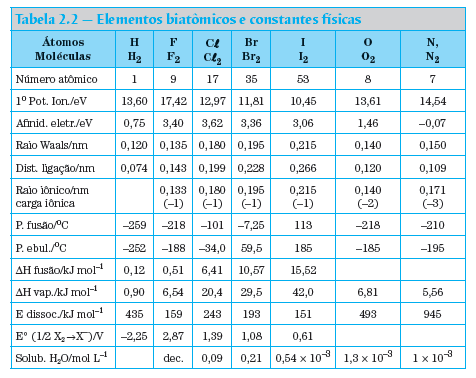 Tabela 2.2 — Elementos biatômicos e constantes físicas
Átomos H F Cℓ Br I O N,
Moléculas H₂ F₂ Cℓ₂ Br₂ I₂ O₂ N₂
Número atômico 1 9 17 35 53 8 7
1º Pot. Ion./eV 13,60 17,42 12,97 11,81 10,45 13,61 14,54
Afinid. eletr./eV 0,75 3,40 3,62 3,36 3,06 1,46 –0,07
Raio Waals/nm 0,120 0,135 0,180 0,195 0,215 0,140 0,150
Dist. ligação/nm 0,074 0,143 0,199 0,228 0,266 0,120 0,109
Raio Iônico/nm 0,133 0,180 0,195 0,215 0,140 0,171
carga iônica (–1) (–1) (–1) (–1) (–2) (–3)
P. fusão/ºC –259 –218 –101 –7,25 113 –218 –210
P. ebul./ºC –252 –188 –34,0 59,5 185 –185 –195
ΔH fusão/kJ mol⁻¹ 0,12 0,51 6,41 10,57 15,52
ΔH vap./kJ mol⁻¹ 0,90 6,54 20,4 29,5 42,0 6,81 5,56
E dissoc./kJ mol⁻¹ 435 159 243 193 151 493 945
E° (1/2 X₂→X⁻)/V –2,25 2,87 1,39 1,08 0,61
Solub. H₂O/mol L⁻¹ dec. 0,09 0,21 0,54 × 10⁻³ 1,3 × 10⁻³ 1 × 10⁻³